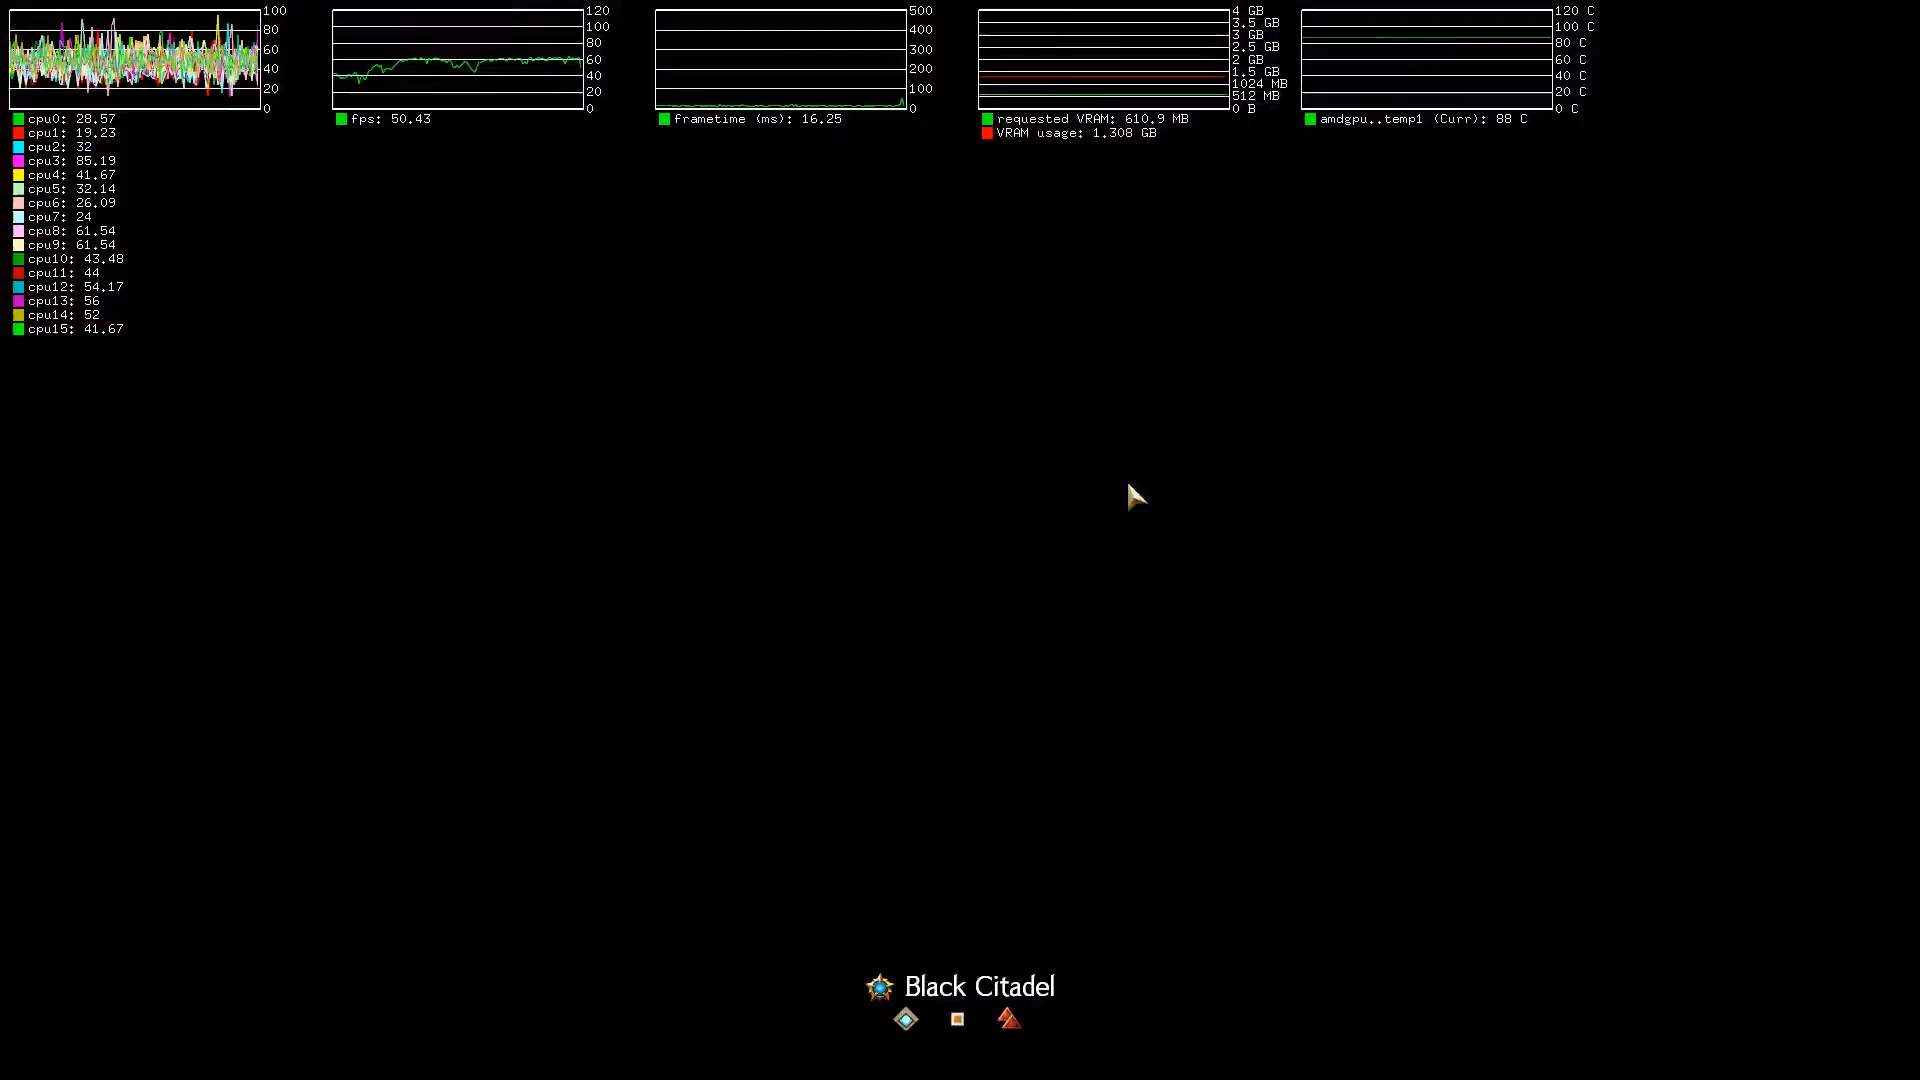 100
80
60
40
20
0
cpu0: 28.57
cpu1: 19.23
cpu2: 32
cpu3: 85.19
cpu4: 41.67
cpu5: 32.14
cpu6: 26.09
cpu7: 24
cpu8: 61.54
cpu9: 61.54
cpu10: 43.48
cpu11: 44
cpu12: 54.17
cpu13: 56
cpu14: 52
cpu15: 41.67
120
100
80
60
40
20
0
fps: 50.43
500
400
300
200
100
0
frametime (ms): 16.25
4 GB
3.5 GB
3 GB
2.5 GB
2 GB
1.5 GB
1024 MB
512 MB
0 B
requested VRAM: 610.9 MB
VRAM usage: 1.308 GB
120 C
100 C
80 C
60 C
40 C
20 C
0 C
amdgpu..temp1 (Curr): 88 C
Black Citadel